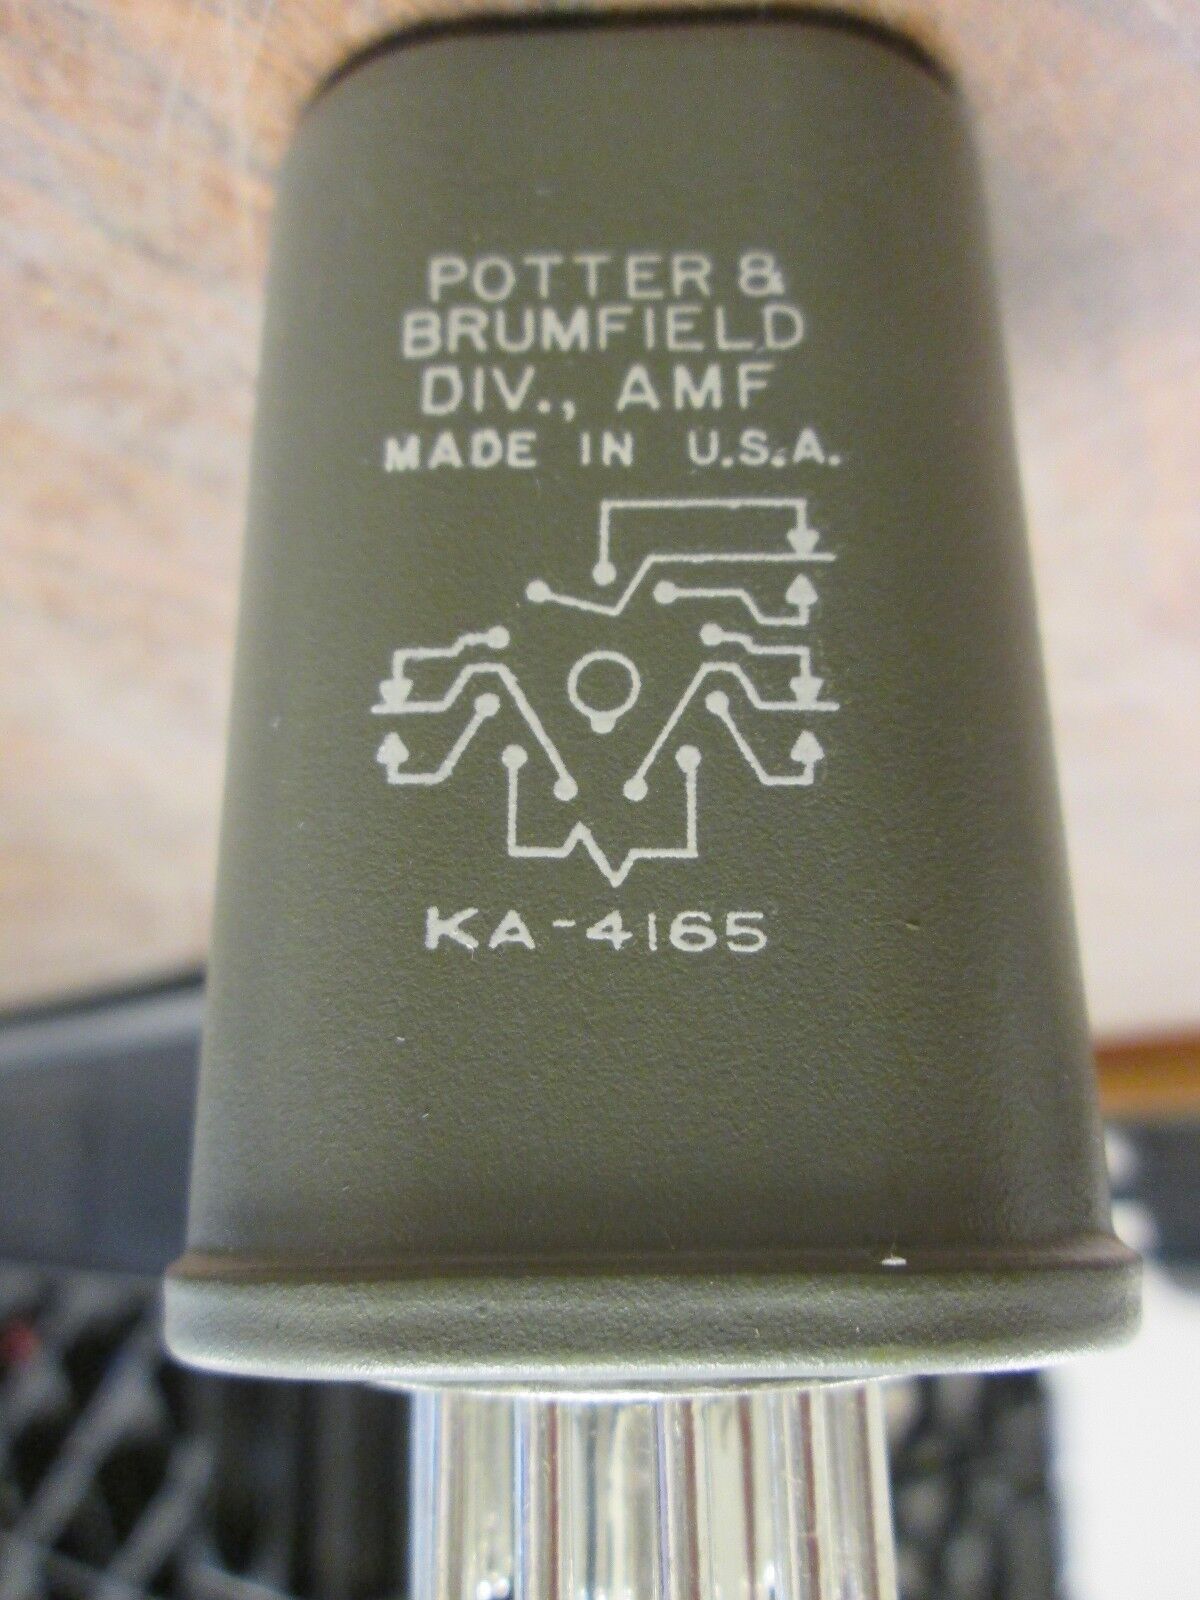 POTTER &
BRUMFIELD
DIV., AMF
MADE IN U.S.A.
KA-4165